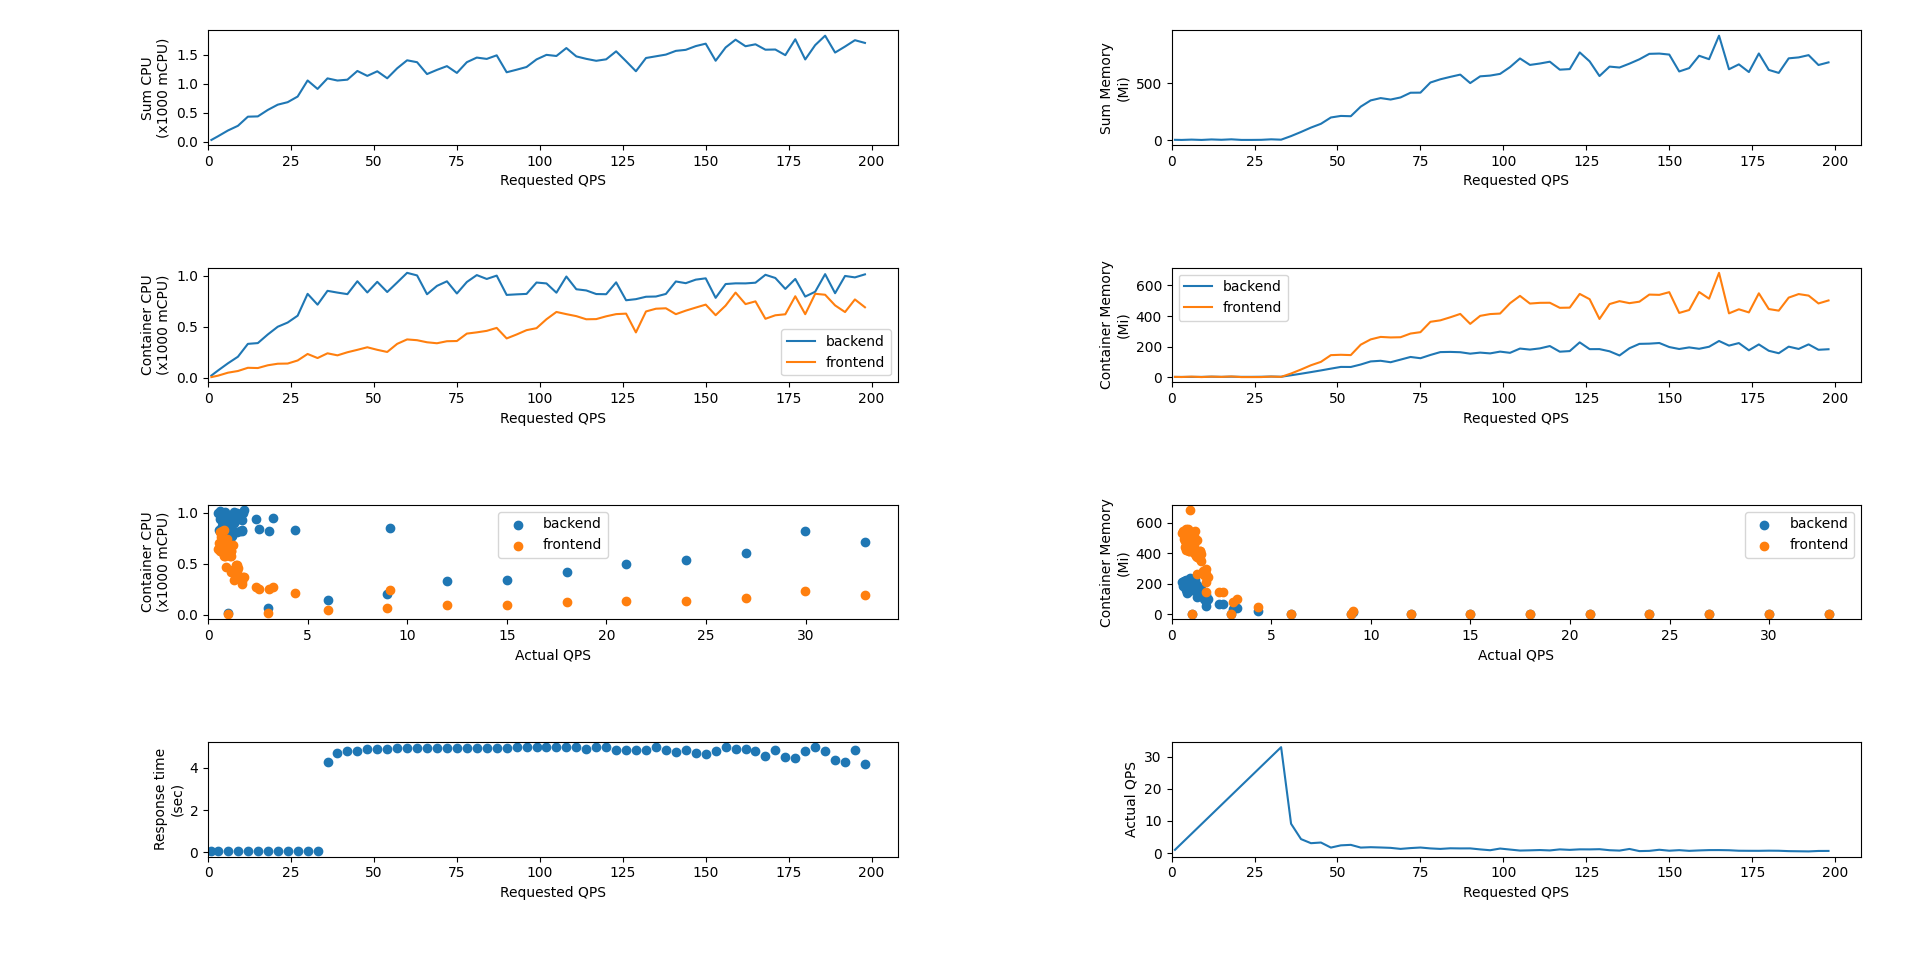 Sum CPU
(x1000 mCPU)
1.5
1.0
0.5
0.0
0 25 50 75 100 125 150 175 200
Requested QPS
Sum Memory
(Mi)
500
0
0 25 50 75 100 125 150 175 200
Requested QPS
Container CPU
(x1000 mCPU)
1.0
0.5
0.0
backend
frontend
0 25 50 75 100 125 150 175 200
Requested QPS
Container Memory
(Mi)
600
400
200
0
backend
frontend
0 25 50 75 100 125 150 175 200
Requested QPS
Container CPU
(x1000 mCPU)
1.0
0.5
0.0
backend
frontend
0 5 10 15 20 25 30
Actual QPS
Container Memory
(Mi)
600
400
200
0
backend
frontend
0 5 10 15 20 25 30
Actual QPS
Response time
(sec)
4
2
0
0 25 50 75 100 125 150 175 200
Requested QPS
Actual QPS
30
20
10
0
0 25 50 75 100 125 150 175 200
Requested QPS